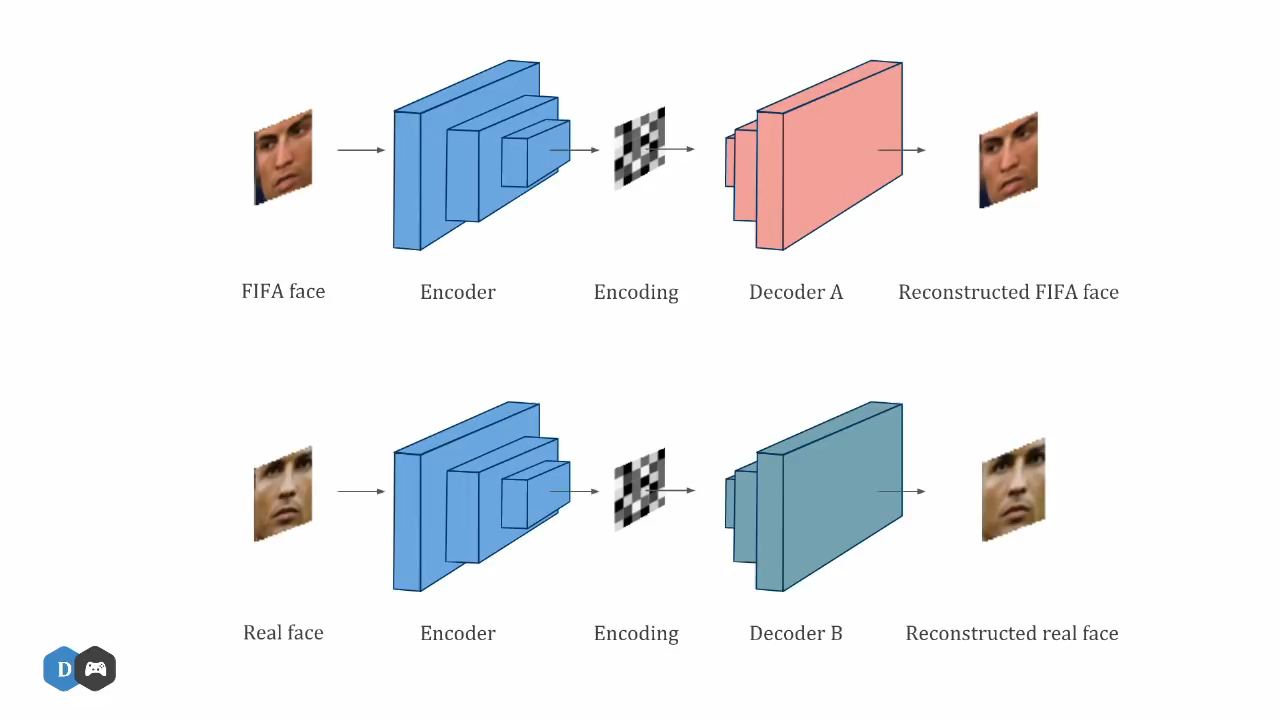 FIFA face
Encoder
Encoding
Decoder A
Reconstructed FIFA face
Real face
Encoder
Encoding
Decoder B
Reconstructed real face
D